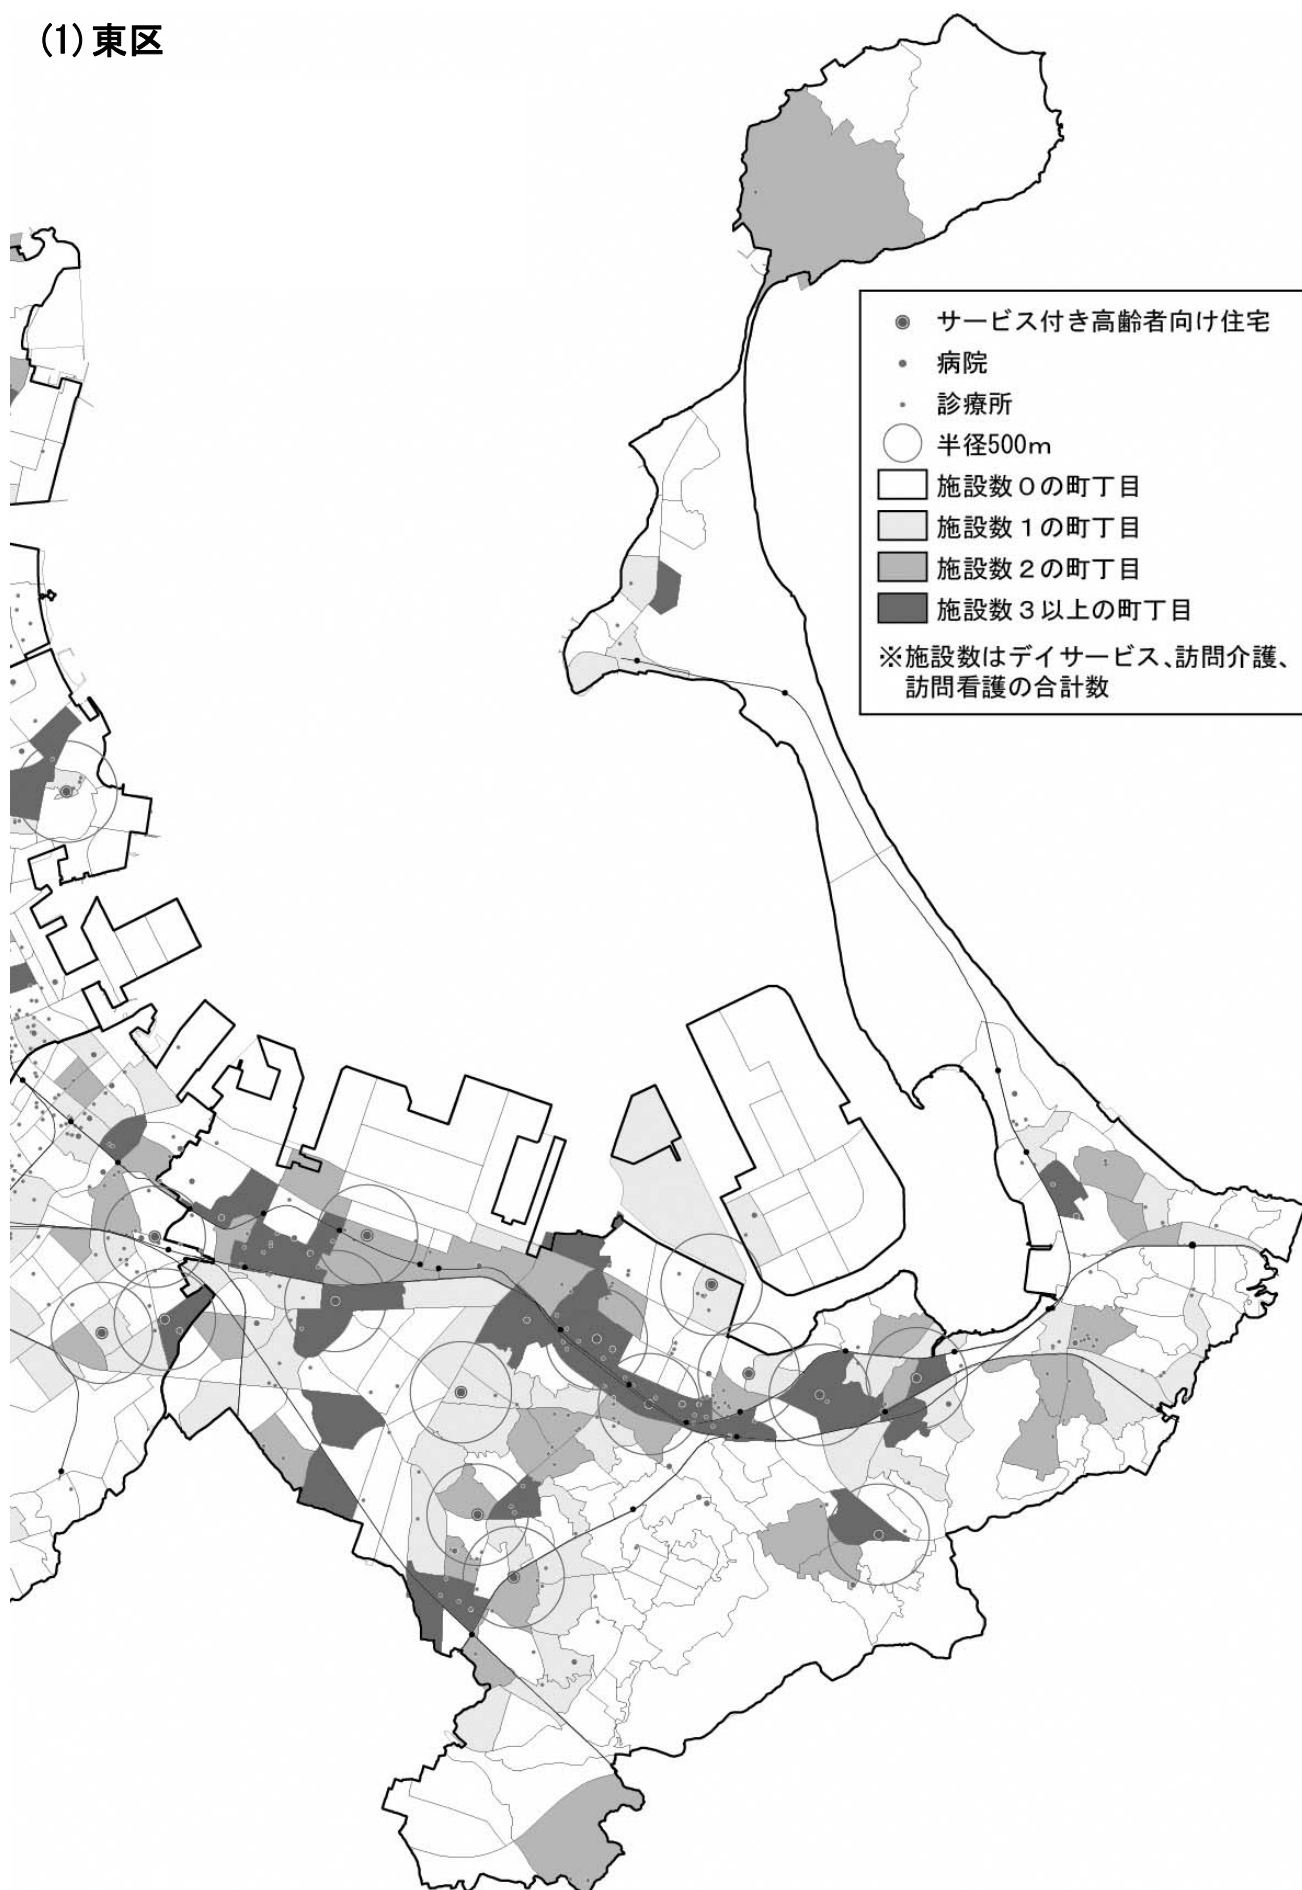 (1)東区
サービス付き高齢者向け住宅
病院
診療所
半径500m
施設数０の町丁目
施設数１の町丁目
施設数２の町丁目
施設数３以上の町丁目
※施設数はデイサービス、訪問介護、
訪問看護の合計数